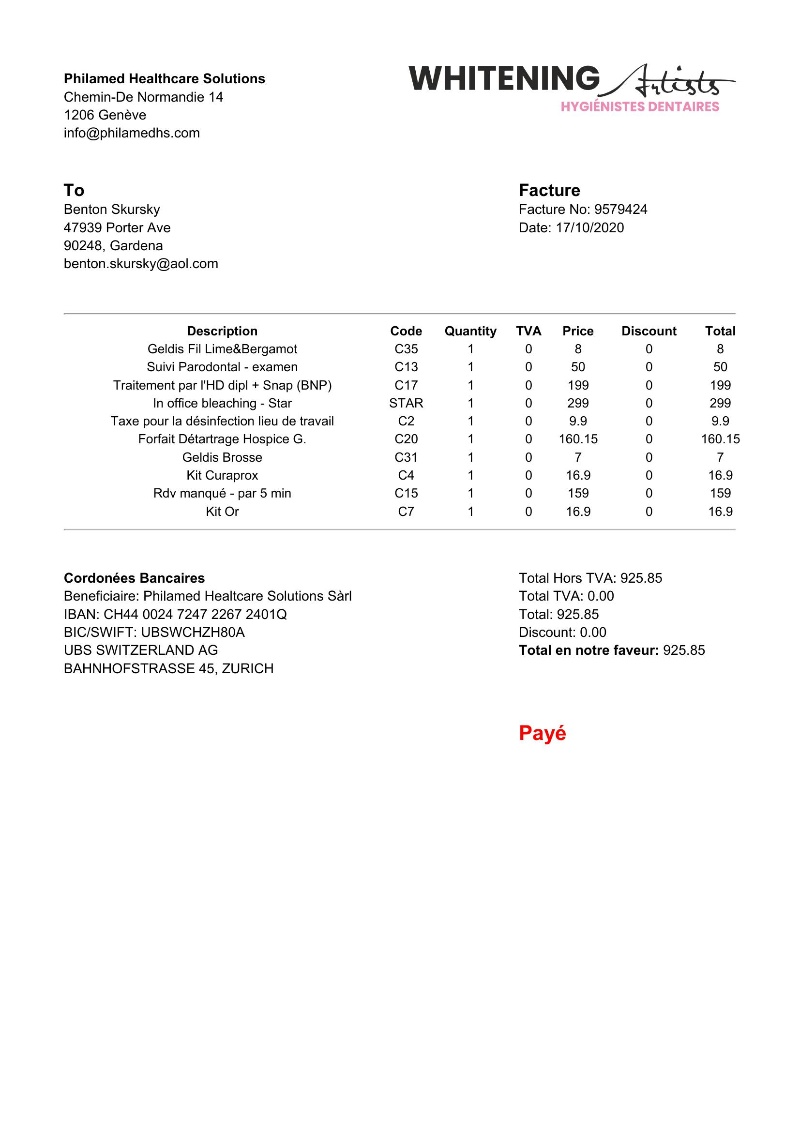 Philamed Healthcare Solutions
Chemin-De Normandie 14
1206 Genève
info@philamedhs.com
WHITENING Artists
HYGIÉNISTES DENTAIRES
To
Benton Skursky
47939 Porter Ave
90248, Gardena
benton.skursky@aol.com
Facture
Facture No: 9579424
Date: 17/10/2020
Description Code Quantity TVA Price Discount Total
Geldis Fil Lime&Bergamot C35 1 0 8 0 8
Suivi Parodontal - examen C13 1 0 50 0 50
Traitement par l'HD dipl + Snap (BNP) C17 1 0 199 0 199
In office bleaching - Star STAR 1 0 299 0 299
Taxe pour la désinfection lieu de travail C2 1 0 9.9 0 9.9
Forfait Détartrage Hospice G. C20 1 0 160.15 0 160.15
Geldis Brosse C31 1 0 7 0 7
Kit Curaprox C4 1 0 16.9 0 16.9
Rdv manqué - par 5 min C15 1 0 159 0 159
Kit Or C7 1 0 16.9 0 16.9
Cordonées Bancaires
Beneficiaire: Philamed Healtcare Solutions Sàrl
IBAN: CH44 0024 7247 2267 2401Q
BIC/SWIFT: UBSWCHZH80A
UBS SWITZERLAND AG
BAHNHOFSTRASSE 45, ZURICH
Total Hors TVA: 925.85
Total TVA: 0.00
Total: 925.85
Discount: 0.00
Total en notre faveur: 925.85
Payé